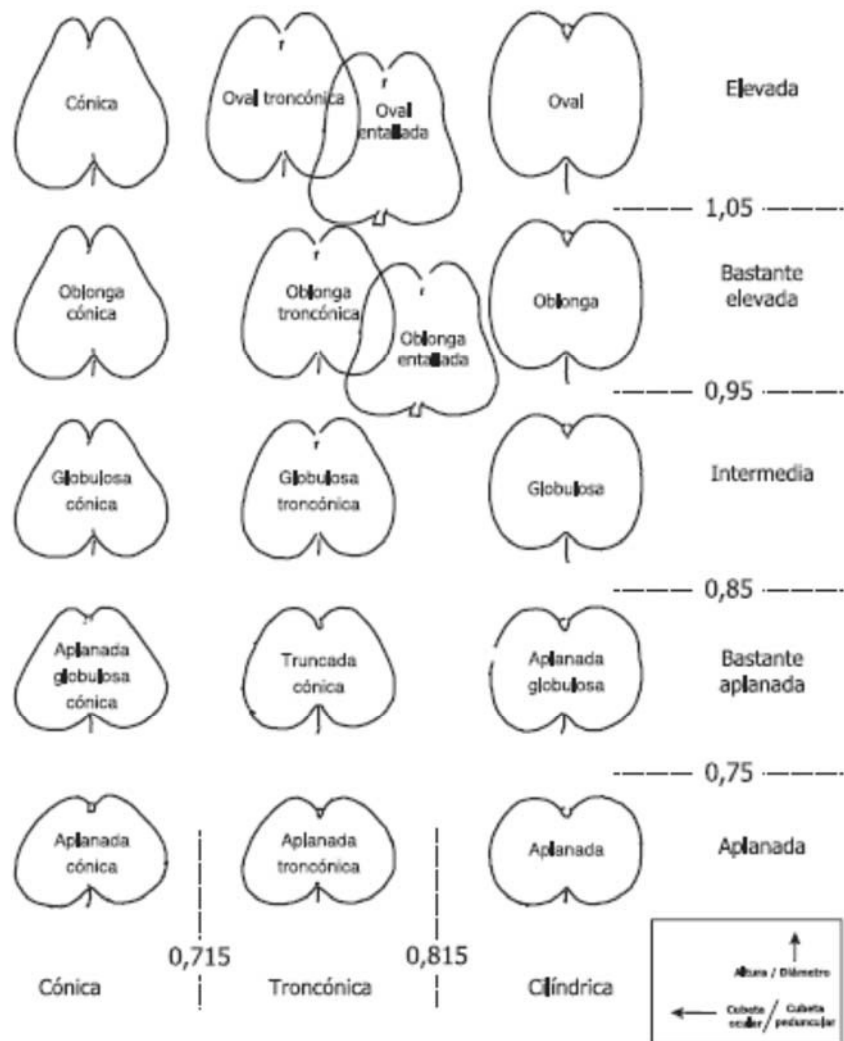 Cónica
Oval troncónica
Oval
entallada
Oval
Elevada
1,05
Oblonga
cónica
Oblonga
troncónica
Oblonga
entallada
Oblonga
Bastante
elevada
0,95
Globulosa
cónica
Globulosa
troncónica
Globulosa
Intermedia
0,85
Aplanada
globulosa
cónica
Truncada
cónica
Aplanada
globulosa
Bastante
aplanada
0,75
Aplanada
cónica
Aplanada
troncónica
Aplanada
Aplanada
0,715
0,815
Cónica
Troncónica
Cilíndrica
Altura / Diámetro
Cubeta
ocular / Cubeta
peduncular